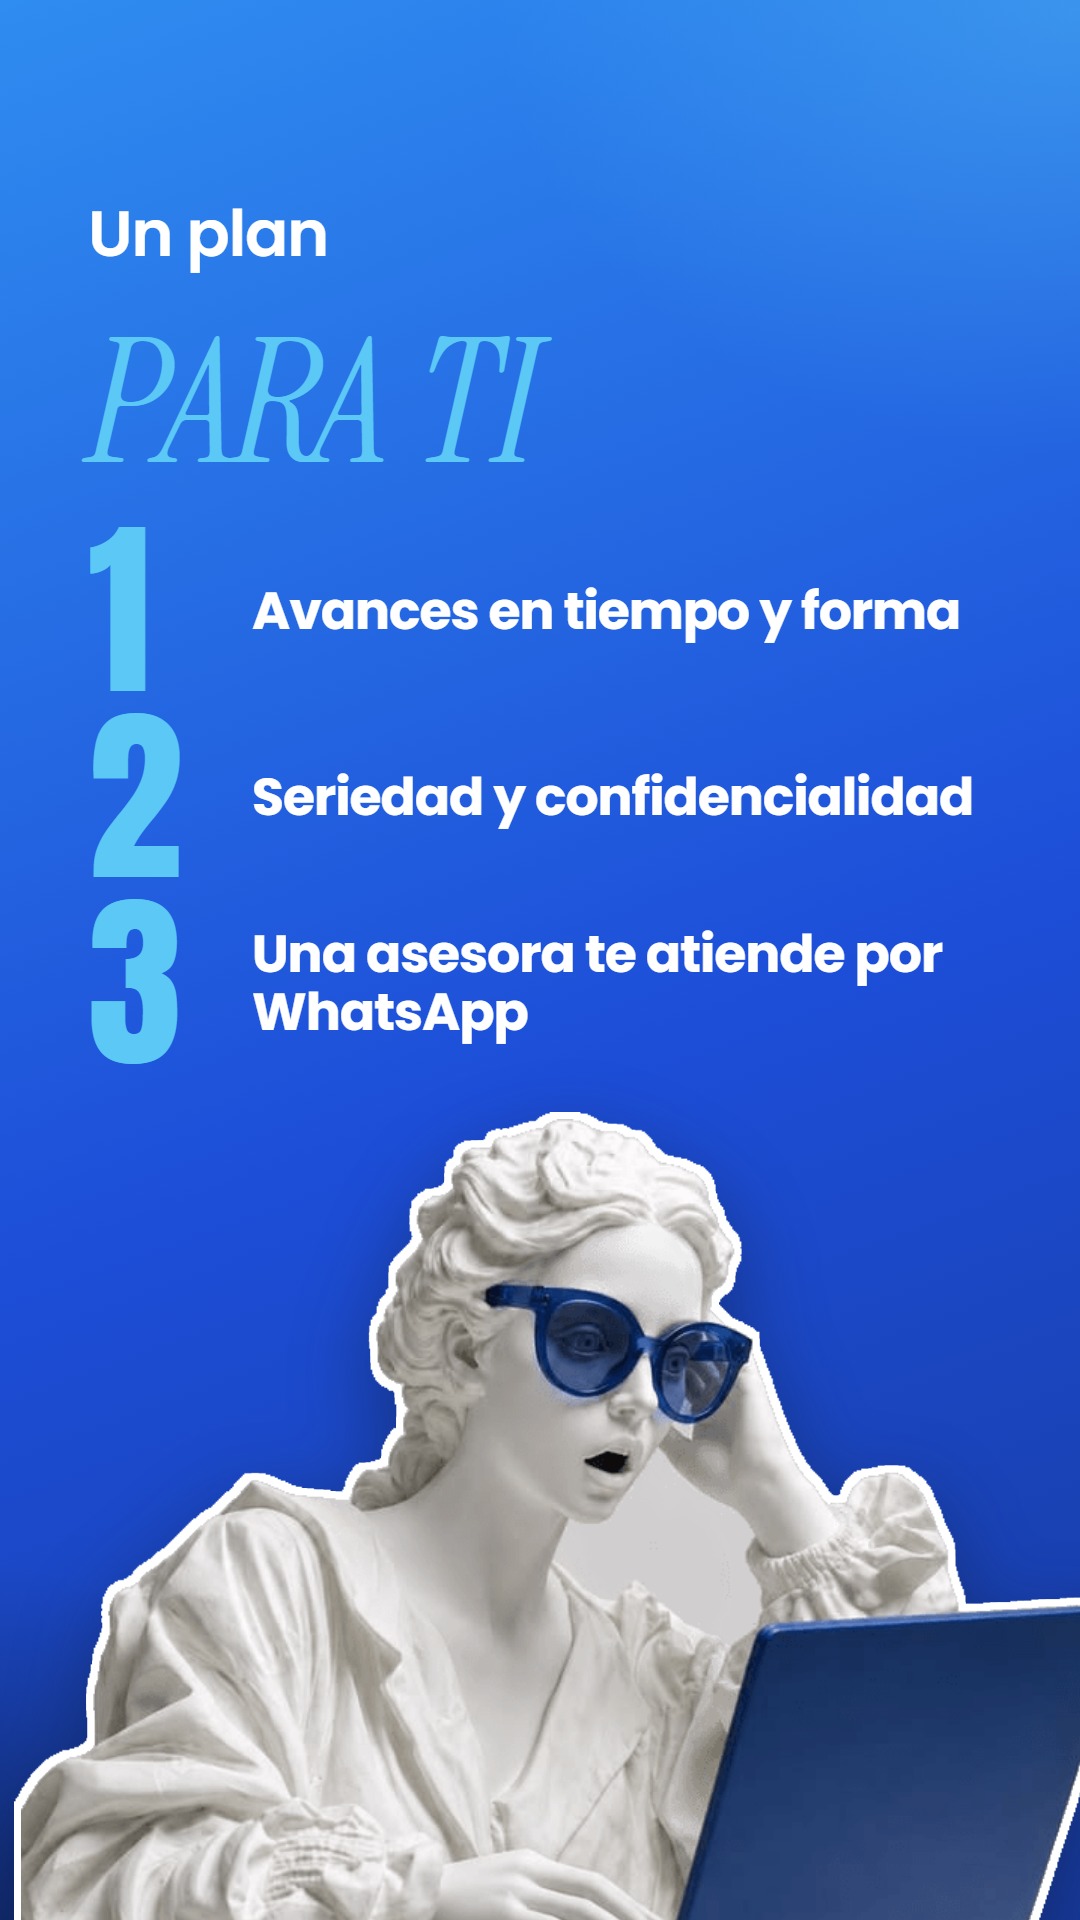 Un plan
PARA TI
1
Avances en tiempo y forma
2
Seriedad y confidencialidad
3
Una asesora te atiende por
WhatsApp